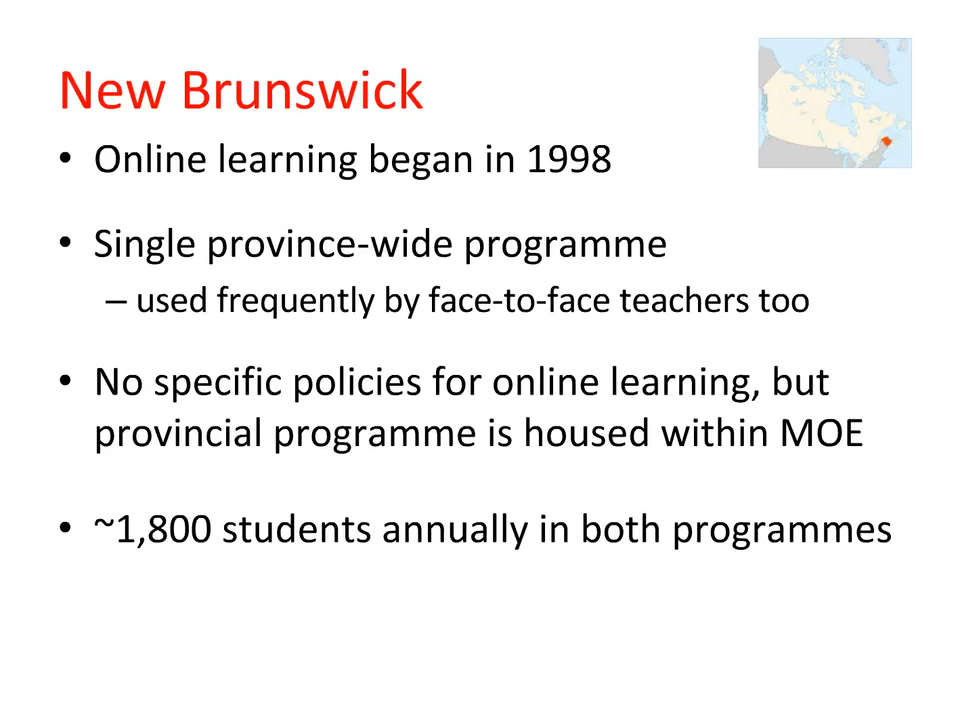 New Brunswick
• Online learning began in 1998
• Single province-wide programme
– used frequently by face-to-face teachers too
• No specific policies for online learning, but
provincial programme is housed within MOE
• ~1,800 students annually in both programmes